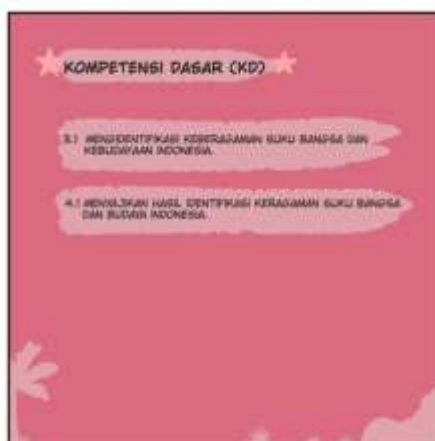 KOMPETENSI DASAR (KD)
3.1 MENGIDENTIFIKASI KEBERAGAMAN SUKU BANGSA DAN
KEBUDAYAAN INDONESIA.
4.1 MENYAJIKAN HASIL IDENTIFIKASI KERAGAMAN SUKU BANGSA
DAN BUDAYA INDONESIA.